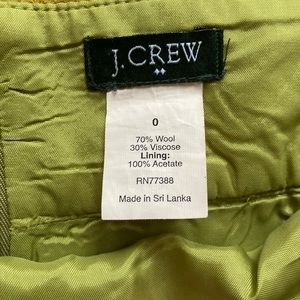 J.CREW
0
70% Wool
30% Viscose
Lining:
100% Acetate
RN77388
Made in Sri Lanka